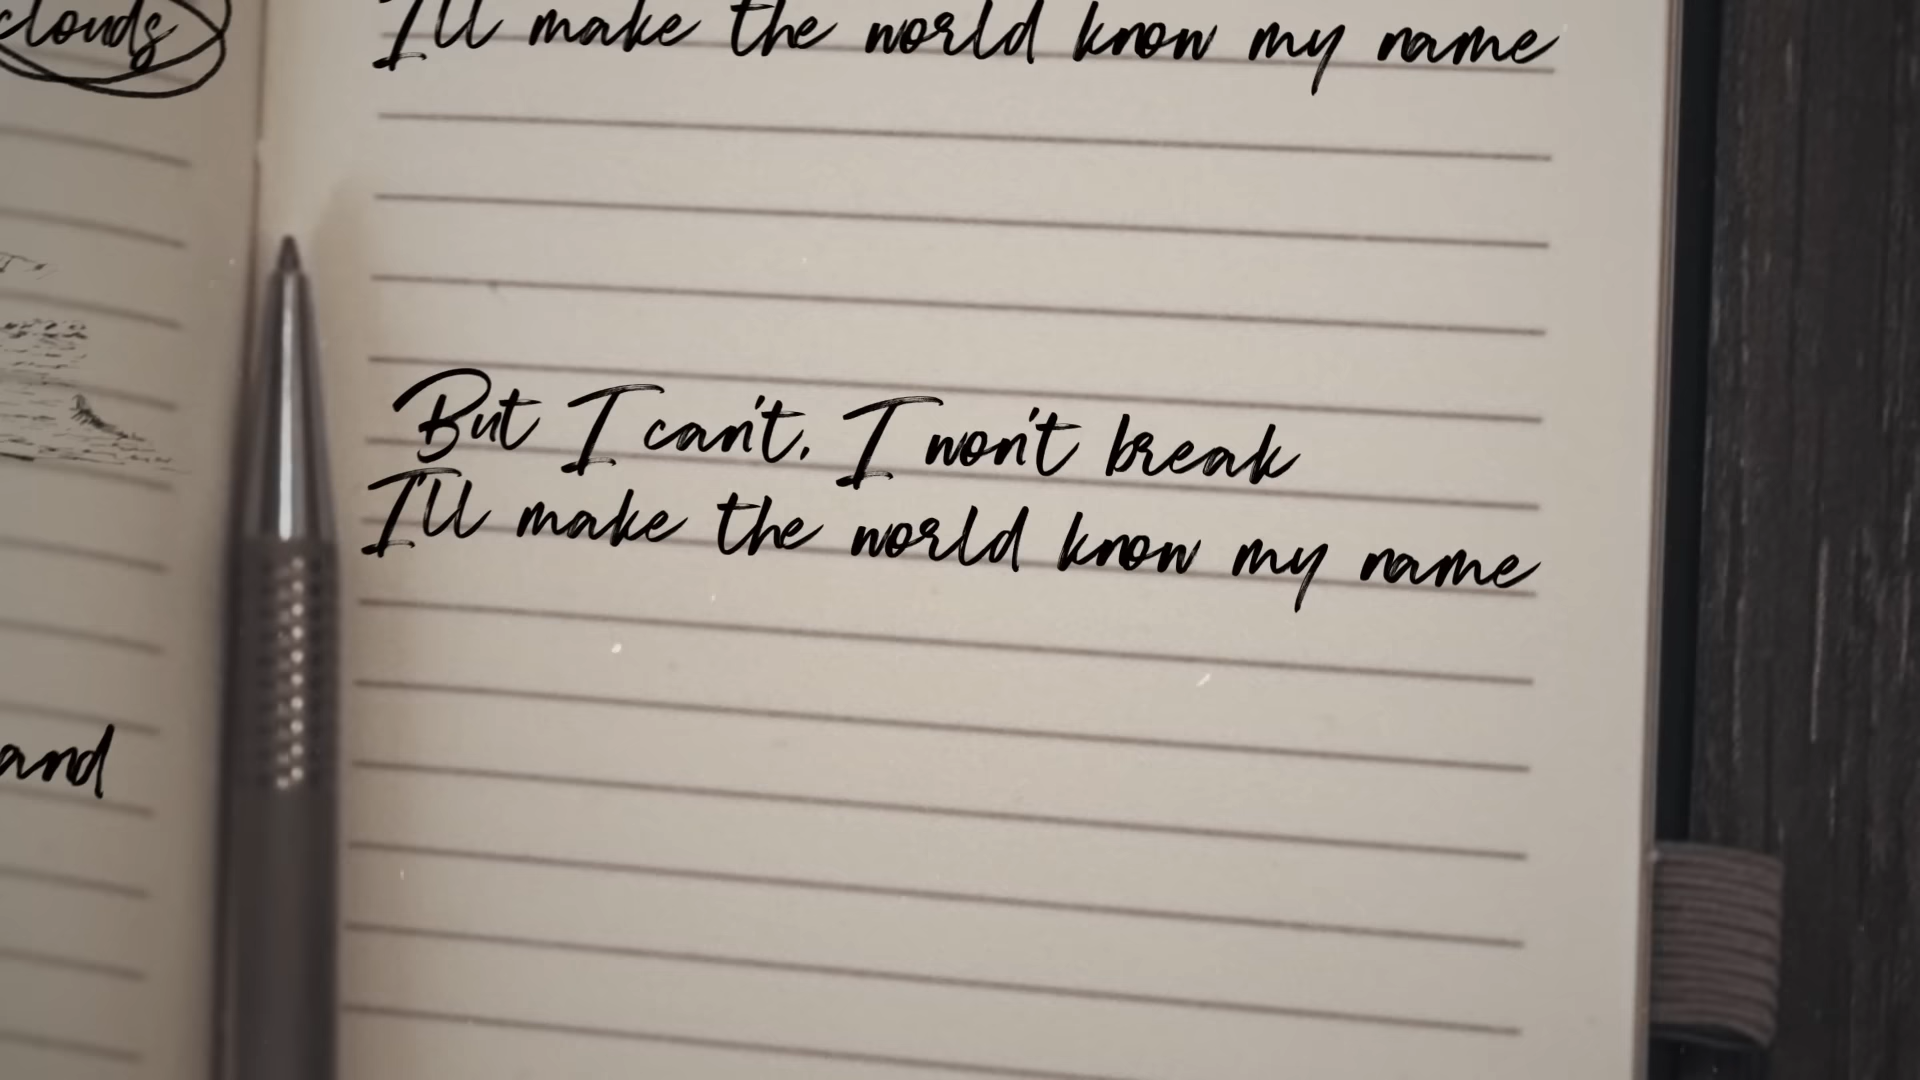 clouds
and
I'll make the world know my name
But I can't, I won't break
I'll make the world know my name